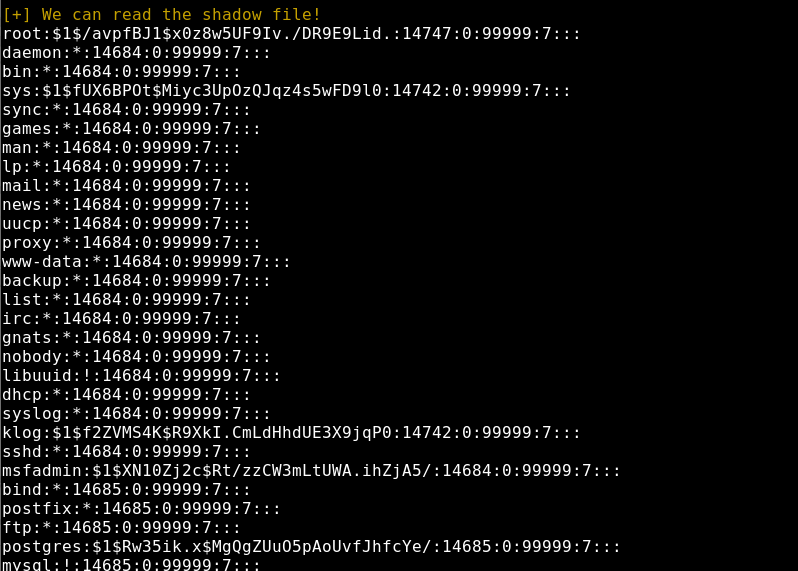 [+] We can read the shadow file!
root:$1$/avpfBJ1$x0z8w5UF9Iv./DR9E9Lid.:14747:0:99999:7:::
daemon:*:14684:0:99999:7:::
bin:*:14684:0:99999:7:::
sys:$1$fUX6BPOt$Miyc3UpOzQJqz4s5wFD9l0:14742:0:99999:7:::
sync:*:14684:0:99999:7:::
games:*:14684:0:99999:7:::
man:*:14684:0:99999:7:::
lp:*:14684:0:99999:7:::
mail:*:14684:0:99999:7:::
news:*:14684:0:99999:7:::
uucp:*:14684:0:99999:7:::
proxy:*:14684:0:99999:7:::
www-data:*:14684:0:99999:7:::
backup:*:14684:0:99999:7:::
list:*:14684:0:99999:7:::
irc:*:14684:0:99999:7:::
gnats:*:14684:0:99999:7:::
nobody:*:14684:0:99999:7:::
libuuid:!:14684:0:99999:7:::
dhcp:*:14684:0:99999:7:::
syslog:*:14684:0:99999:7:::
klog:$1$f2ZVMS4K$R9XkI.CmLdHhdUE3X9jqP0:14742:0:99999:7:::
sshd:*:14684:0:99999:7:::
msfadmin:$1$XN10Zj2c$Rt/zzCW3mLtUWA.ihZjA5/:14684:0:99999:7:::
bind:*:14685:0:99999:7:::
postfix:*:14685:0:99999:7:::
ftp:*:14685:0:99999:7:::
postgres:$1$Rw35ik.x$MgQgZUuO5pAoUvfJhfcYe/:14685:0:99999:7:::
mysql:!:14685:0:99999:7:::